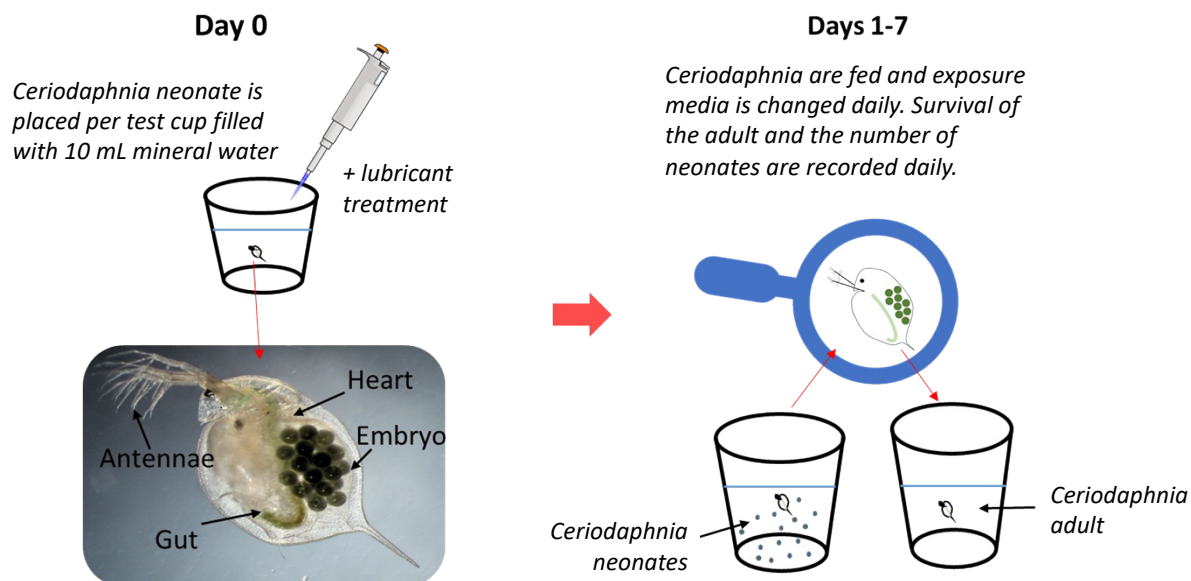 Day 0
Ceriodaphnia neonate is
placed per test cup filled
with 10 mL mineral water
+ lubricant
treatment
Heart
Embryo
Antennae
Gut
Days 1-7
Ceriodaphnia are fed and exposure
media is changed daily. Survival of
the adult and the number of
neonates are recorded daily.
Ceriodaphnia
neonates
Ceriodaphnia
adult